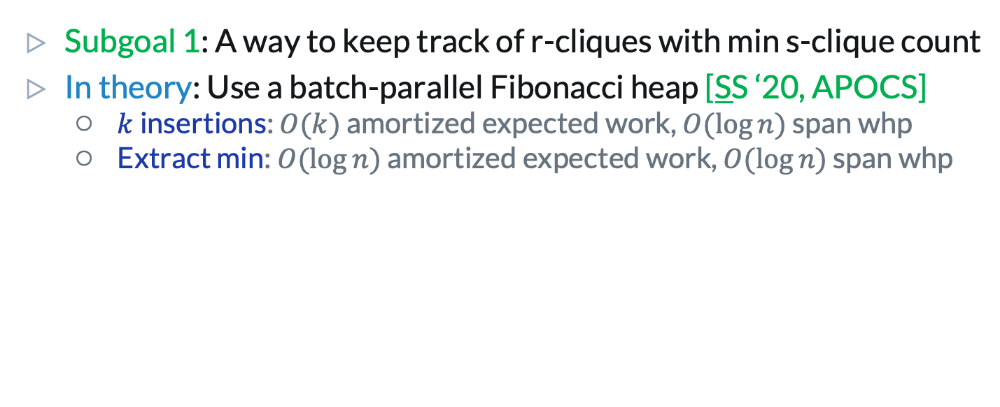 ▷ Subgoal 1: A way to keep track of r-cliques with min s-clique count
▷ In theory: Use a batch-parallel Fibonacci heap [SS ‘20, APOCS]
○ k insertions: O(k) amortized expected work, O(log n) span whp
○ Extract min: O(log n) amortized expected work, O(log n) span whp